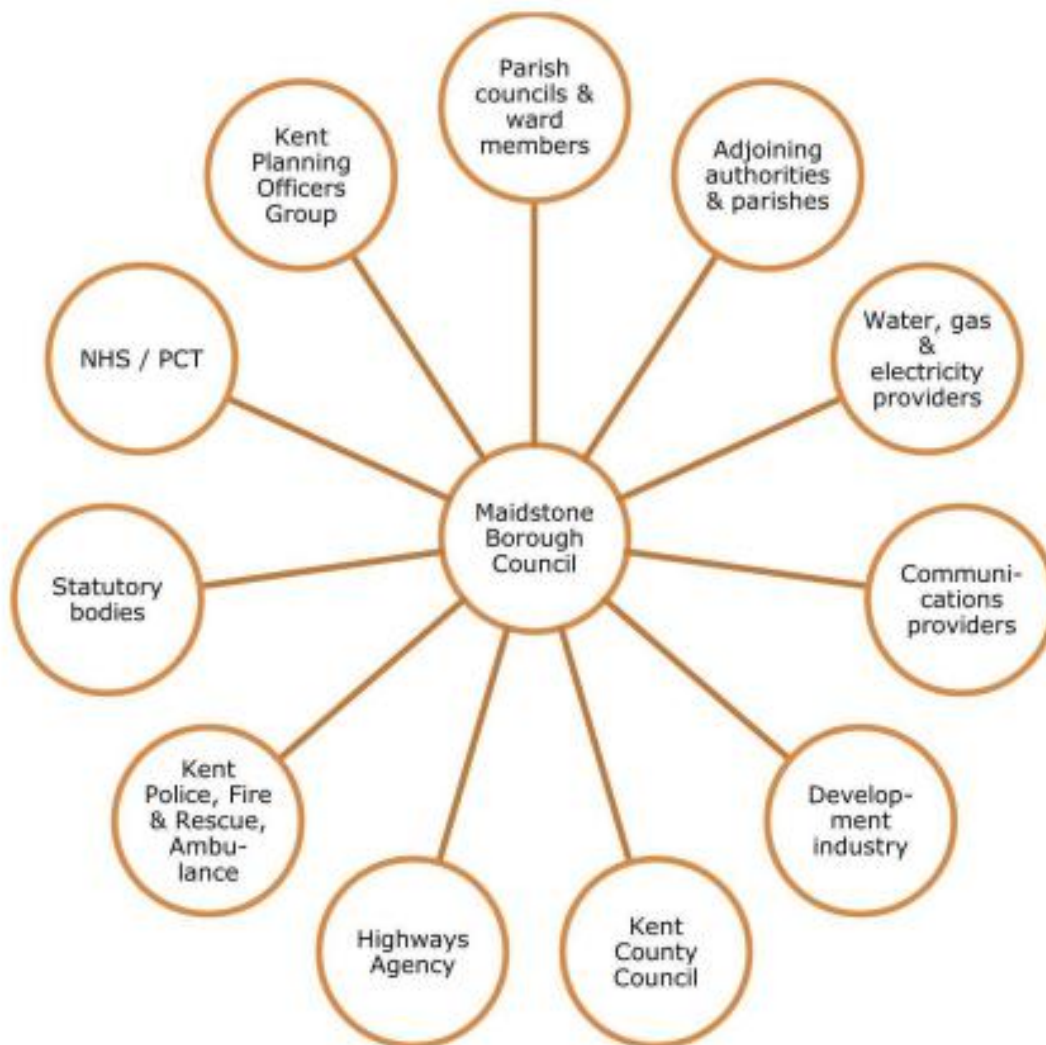 Parish
councils &
ward
members
Adjoining
authorities
& parishes
Water, gas
&
electricity
providers
Communi-
cations
providers
Develop-
ment
industry
Kent
County
Council
Highways
Agency
Kent
Police, Fire
& Rescue,
Ambu-
lance
Statutory
bodies
NHS / PCT
Kent
Planning
Officers
Group
Maidstone
Borough
Council